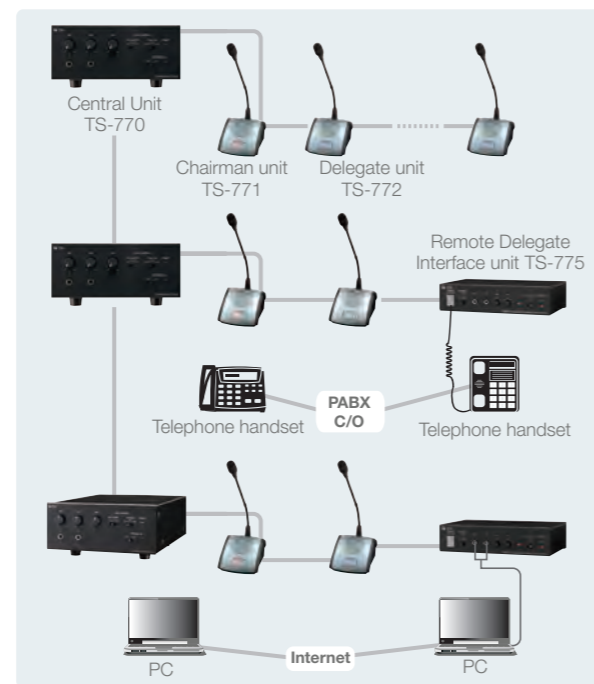 Central Unit
TS-770
Chairman unit
TS-771
Delegate unit
TS-772
Remote Delegate
Interface unit TS-775
Telephone handset
PABX
C/O
Telephone handset
PC
Internet
PC